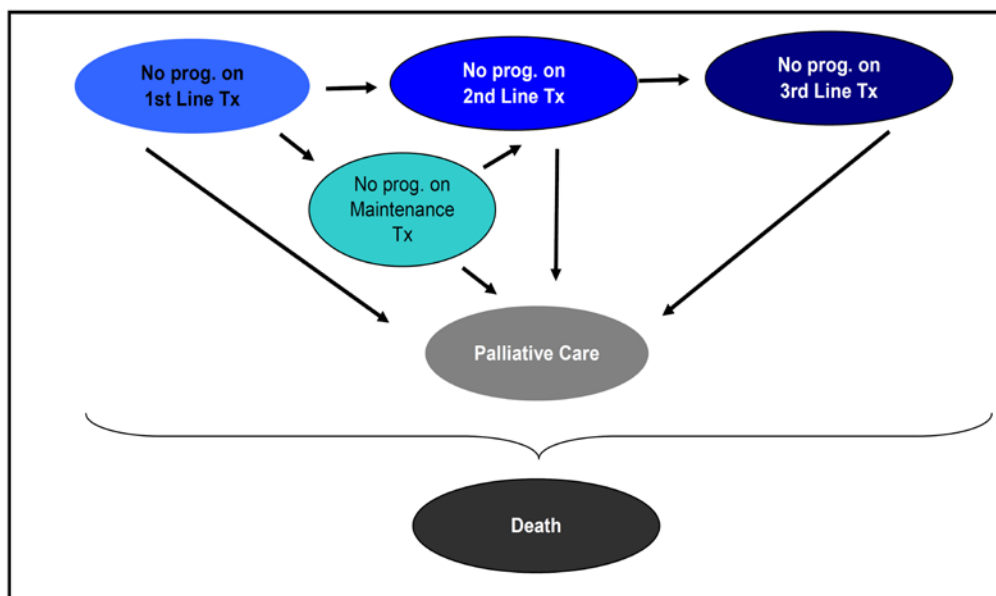 No prog. on
1st Line Tx
No prog. on
2nd Line Tx
No prog. on
3rd Line Tx
No prog. on
Maintenance
Tx
Palliative Care
Death